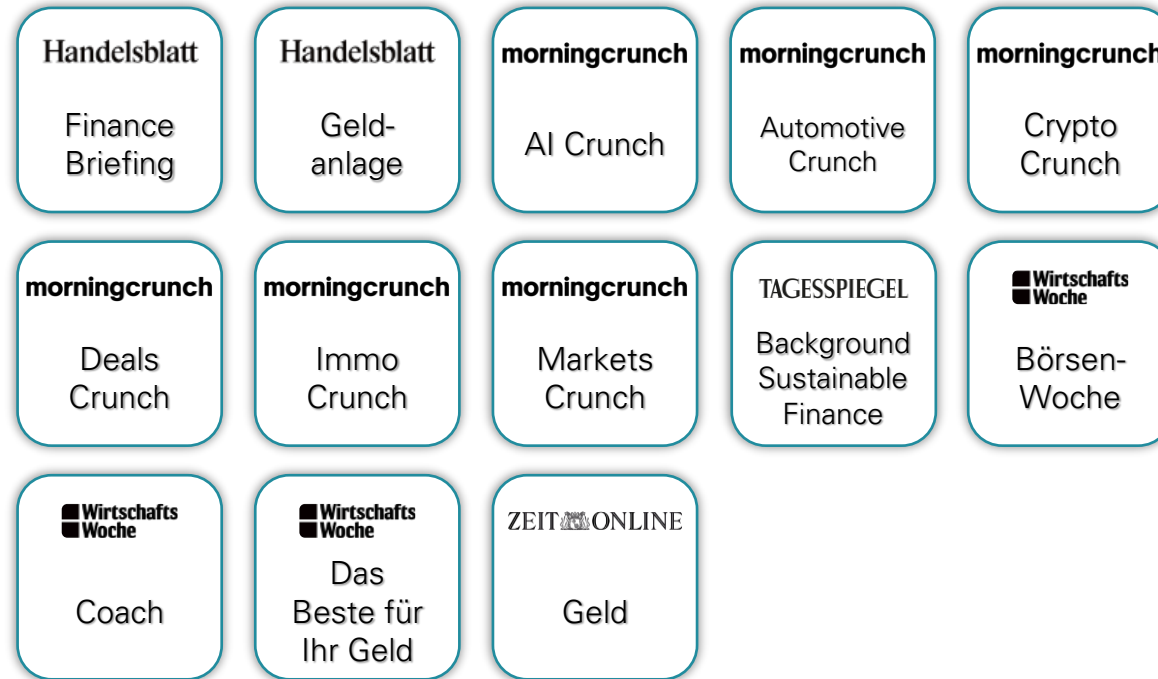 Handelsblatt
Finance
Briefing
Handelsblatt
Geld-
anlage
morningcrunch
AI Crunch
morningcrunch
Automotive
Crunch
morningcrunch
Crypto
Crunch
morningcrunch
Deals
Crunch
morningcrunch
Immo
Crunch
morningcrunch
Markets
Crunch
TAGESSPIEGEL
Background
Sustainable
Finance
Wirtschafts
Woche
Börsen-
Woche
Wirtschafts
Woche
Coach
Wirtschafts
Woche
Das
Beste für
Ihr Geld
ZEIT ONLINE
Geld